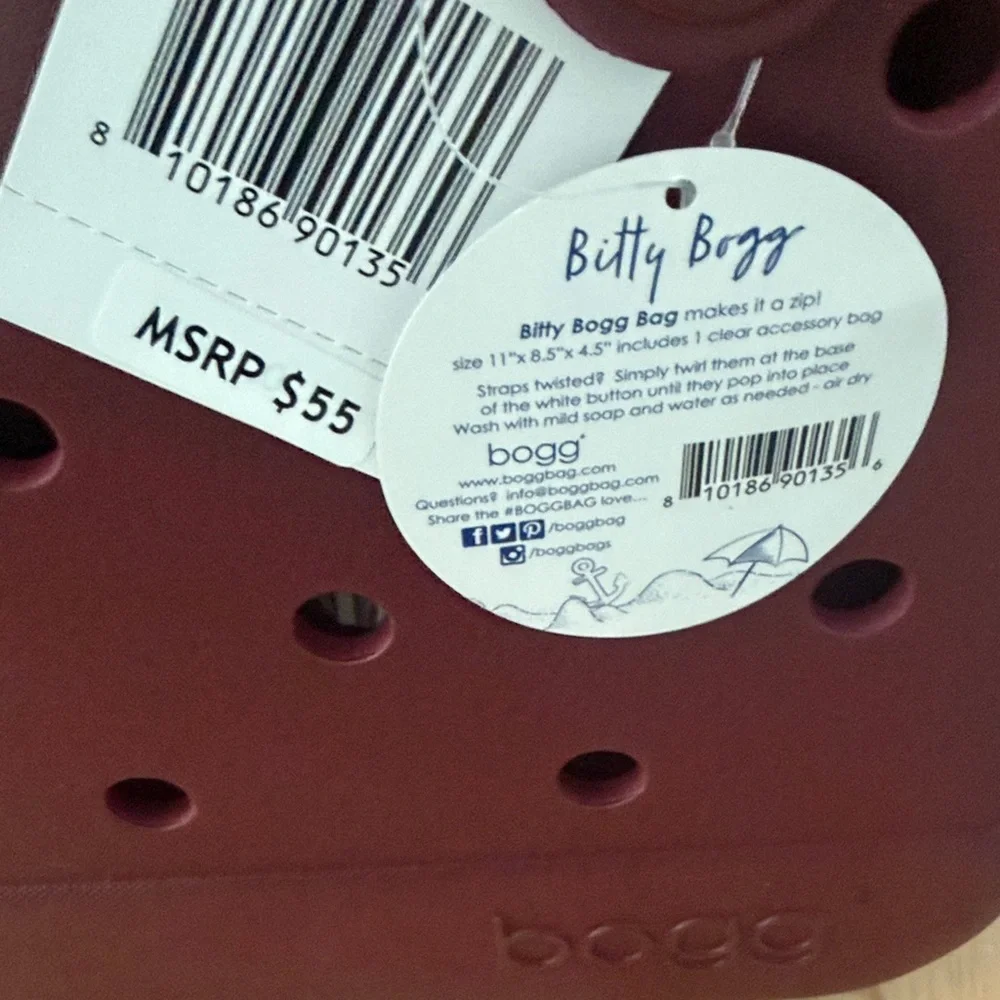 8 10186 90135
MSRP $55
Bitty Bogg
Bitty Bogg Bag makes it a zip!
size 11"x 8.5"x 4.5" includes 1 clear accessory bag
Straps twisted? Simply twirl them at the base
of the white button until they pop into place
Wash with mild soap and water as needed - air dry
bogg
www.boggbag.com
Questions? info@boggbag.com
Share the #BOGGBAG love...
/boggbag
/boggbags
8 10186 90135 6
bogg